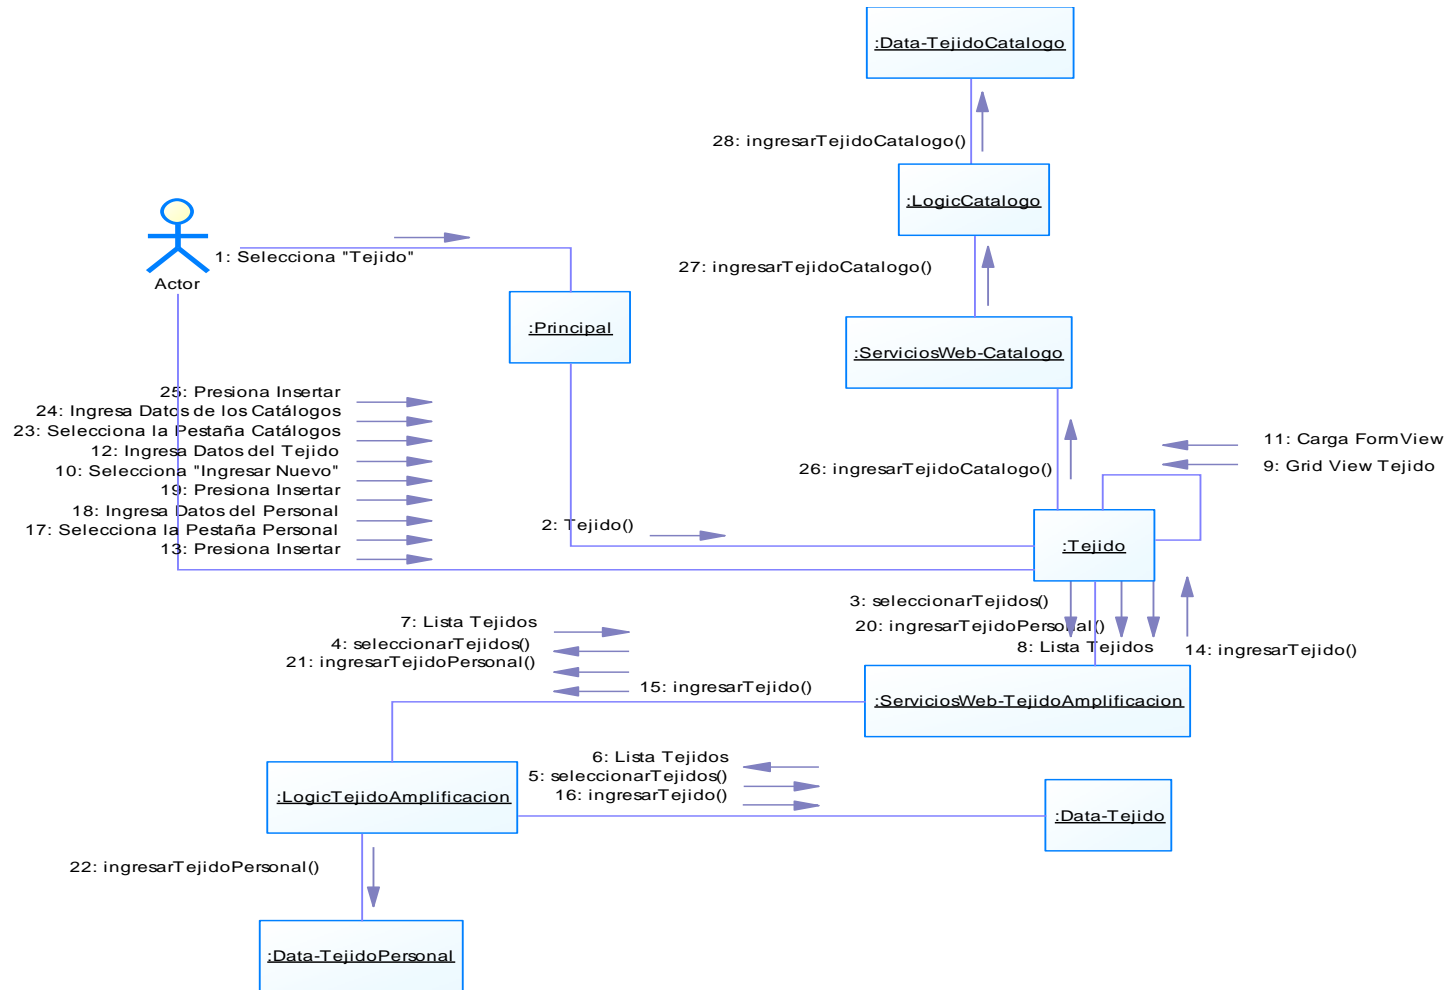 :Data-TejidoCatalogo
28: ingresarTejidoCatalogo()
:LogicCatalogo
1: Selecciona "Tejido"
27: ingresarTejidoCatalogo()
Actor
:Principal
:ServiciosWeb-Catalogo
25: Presiona Insertar
24: Ingresa Datos de los Catálogos
23: Selecciona la Pestaña Catálogos
12: Ingresa Datos del Tejido
10: Selecciona "Ingresar Nuevo"
19: Presiona Insertar
18: Ingresa Datos del Personal
17: Selecciona la Pestaña Personal
13: Presiona Insertar
11: Carga FormView
9: Grid View Tejido
26: ingresarTejidoCatalogo()
2: Tejido()
:Tejido
3: seleccionarTejidos()
20: ingresarTejidoPersonal()
8: Lista Tejidos
14: ingresarTejido()
7: Lista Tejidos
4: seleccionarTejidos()
21: ingresarTejidoPersonal()
15: ingresarTejido()
:ServiciosWeb-TejidoAmplificacion
6: Lista Tejidos
5: seleccionarTejidos()
16: ingresarTejido()
:LogicTejidoAmplificacion
:Data-Tejido
22: ingresarTejidoPersonal()
:Data-TejidoPersonal